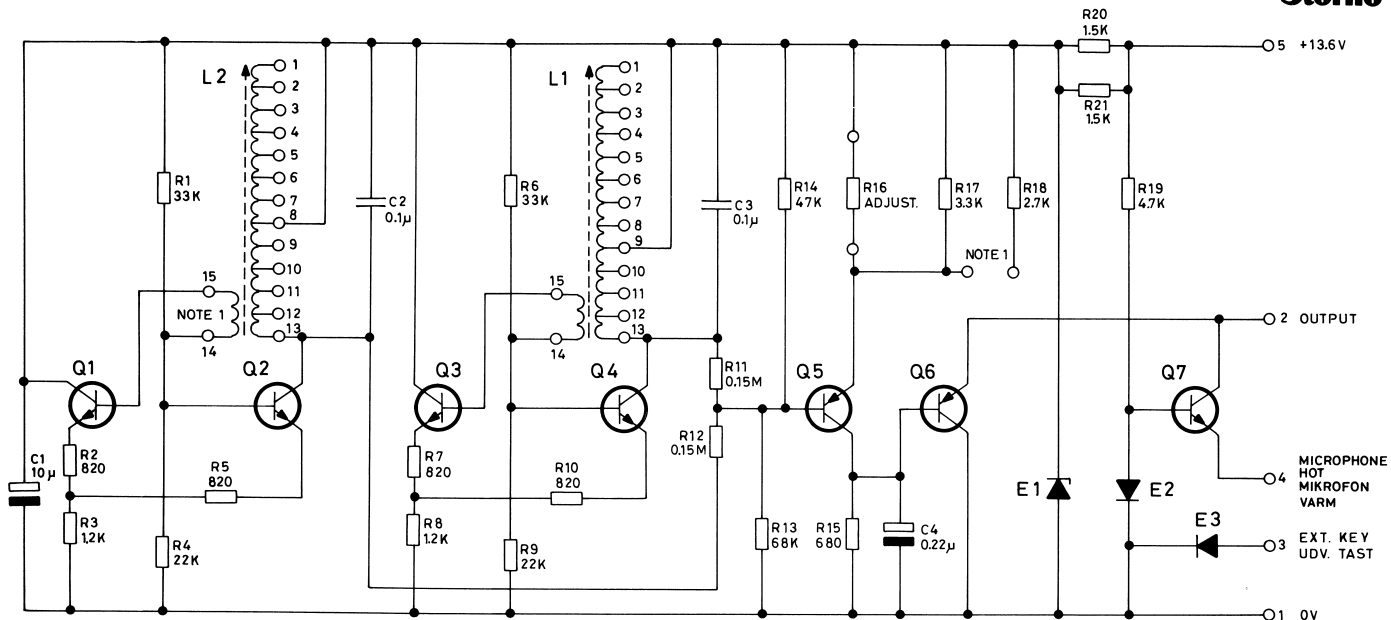 Storno
R20
1.5K
5 +13.6V
R21
1.5K
L2
1
2
3
4
5
6
7
8
9
10
11
12
13
L1
1
2
3
4
5
6
7
8
9
10
11
12
13
R1
33K
C2
0.1µ
R6
33K
C3
0.1µ
R14
47K
R16
ADJUST.
R17
3.3K
R18
2.7K
R19
4.7K
NOTE 1
15
NOTE 1
14
15
14
2 OUTPUT
Q1
Q2
Q3
Q4
R11
0.15M
Q5
Q6
Q7
R12
0.15M
C1
10µ
R2
820
R5
820
R7
820
R10
820
R3
1,2K
R4
22K
R8
1.2K
R9
22K
R13
68K
R15
680
C4
0.22µ
E1
E2
E3
4 MICROPHONE
HOT
MIKROFON
VARM
3 EXT. KEY
UDV. TAST
1 0V